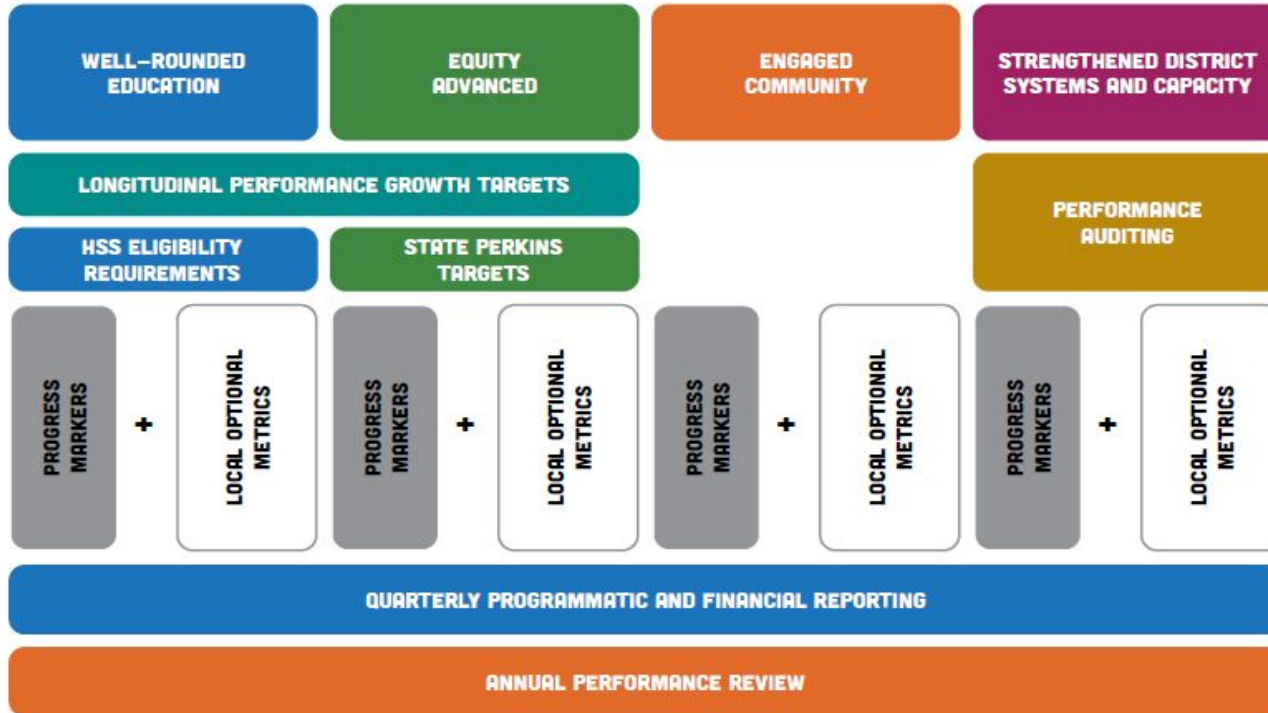 WELL-ROUNDED
EDUCATION
EQUITY
ADVANCED
ENGAGED
COMMUNITY
STRENGTHENED DISTRICT
SYSTEMS AND CAPACITY
LONGITUDINAL PERFORMANCE GROWTH TARGETS
PERFORMANCE
AUDITING
HSS ELIGIBILITY
REQUIREMENTS
STATE PERKINS
TARGETS
PROGRESS
MARKERS
+
LOCAL OPTIONAL
METRICS
PROGRESS
MARKERS
+
LOCAL OPTIONAL
METRICS
PROGRESS
MARKERS
+
LOCAL OPTIONAL
METRICS
PROGRESS
MARKERS
+
LOCAL OPTIONAL
METRICS
QUARTERLY PROGRAMMATIC AND FINANCIAL REPORTING
ANNUAL PERFORMANCE REVIEW